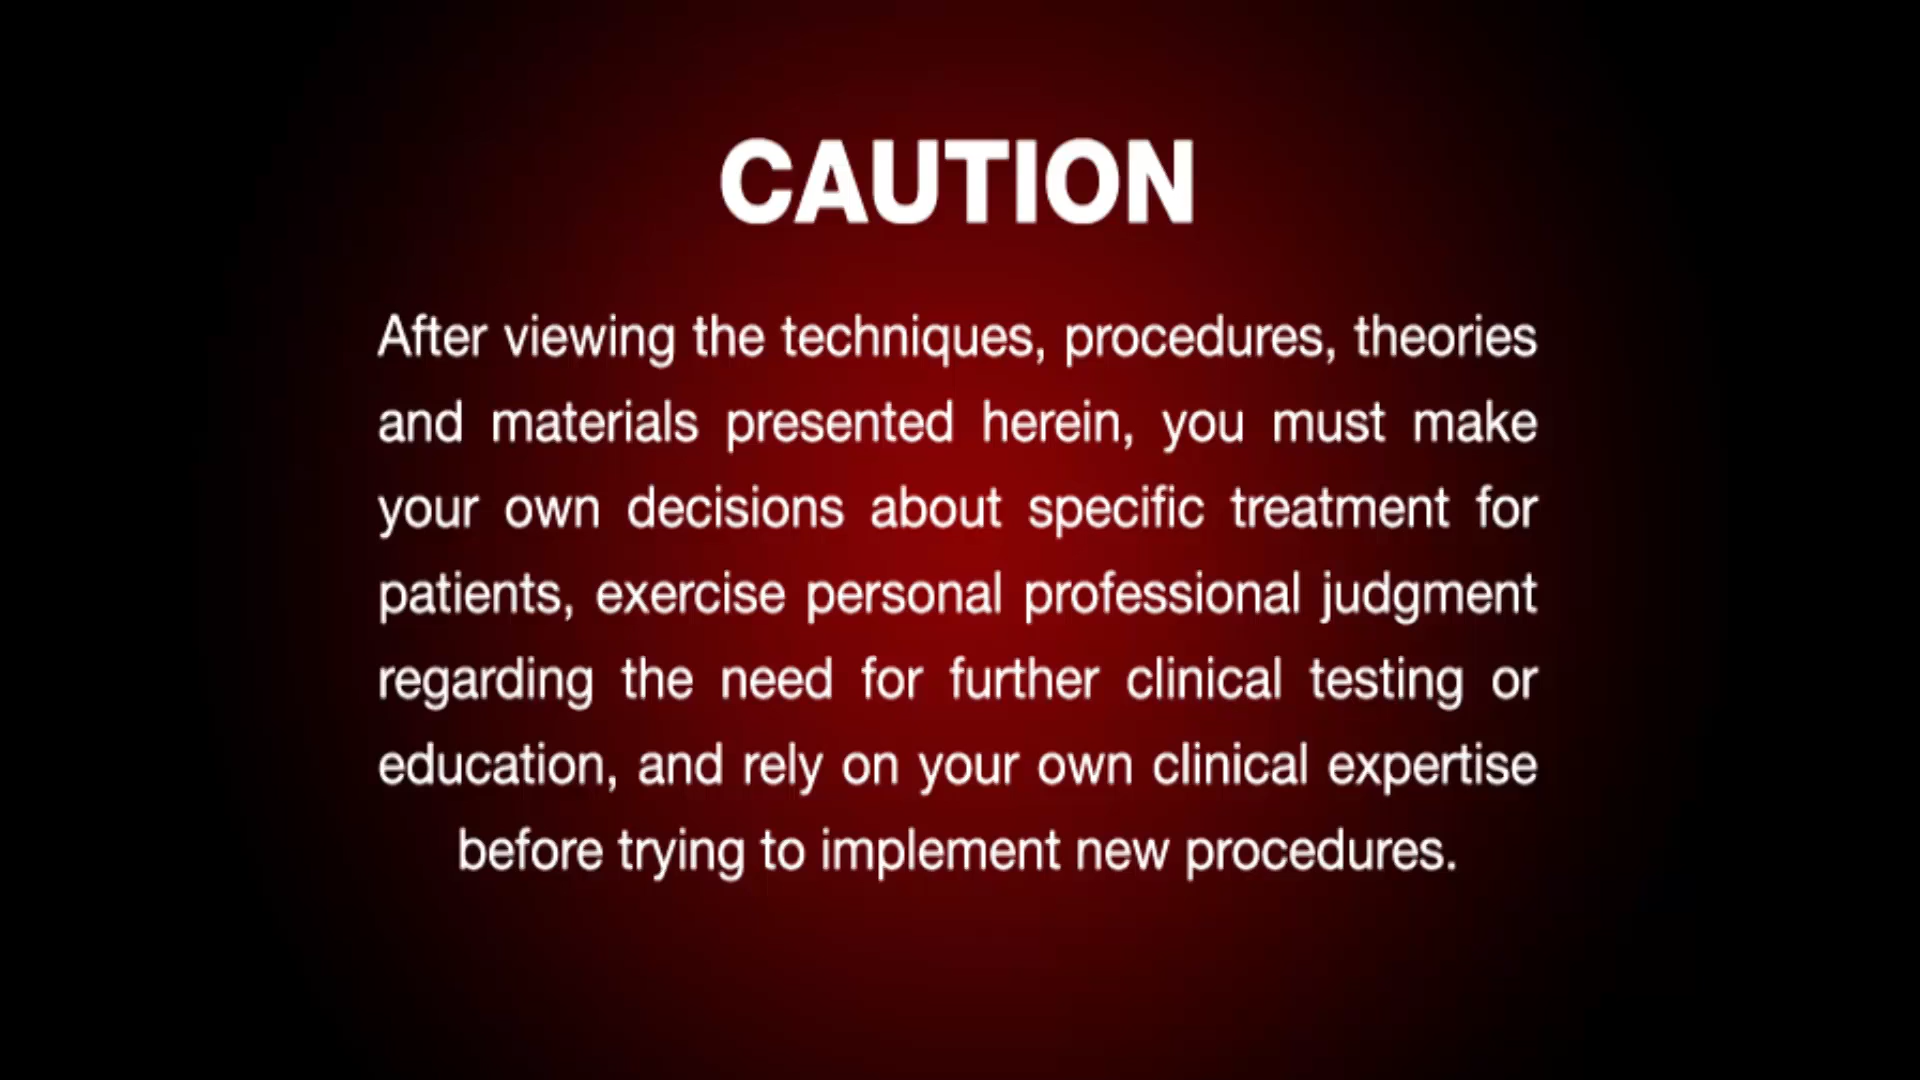 CAUTION
After viewing the techniques, procedures, theories
and materials presented herein, you must make
your own decisions about specific treatment for
patients, exercise personal professional judgment
regarding the need for further clinical testing or
education, and rely on your own clinical expertise
before trying to implement new procedures.